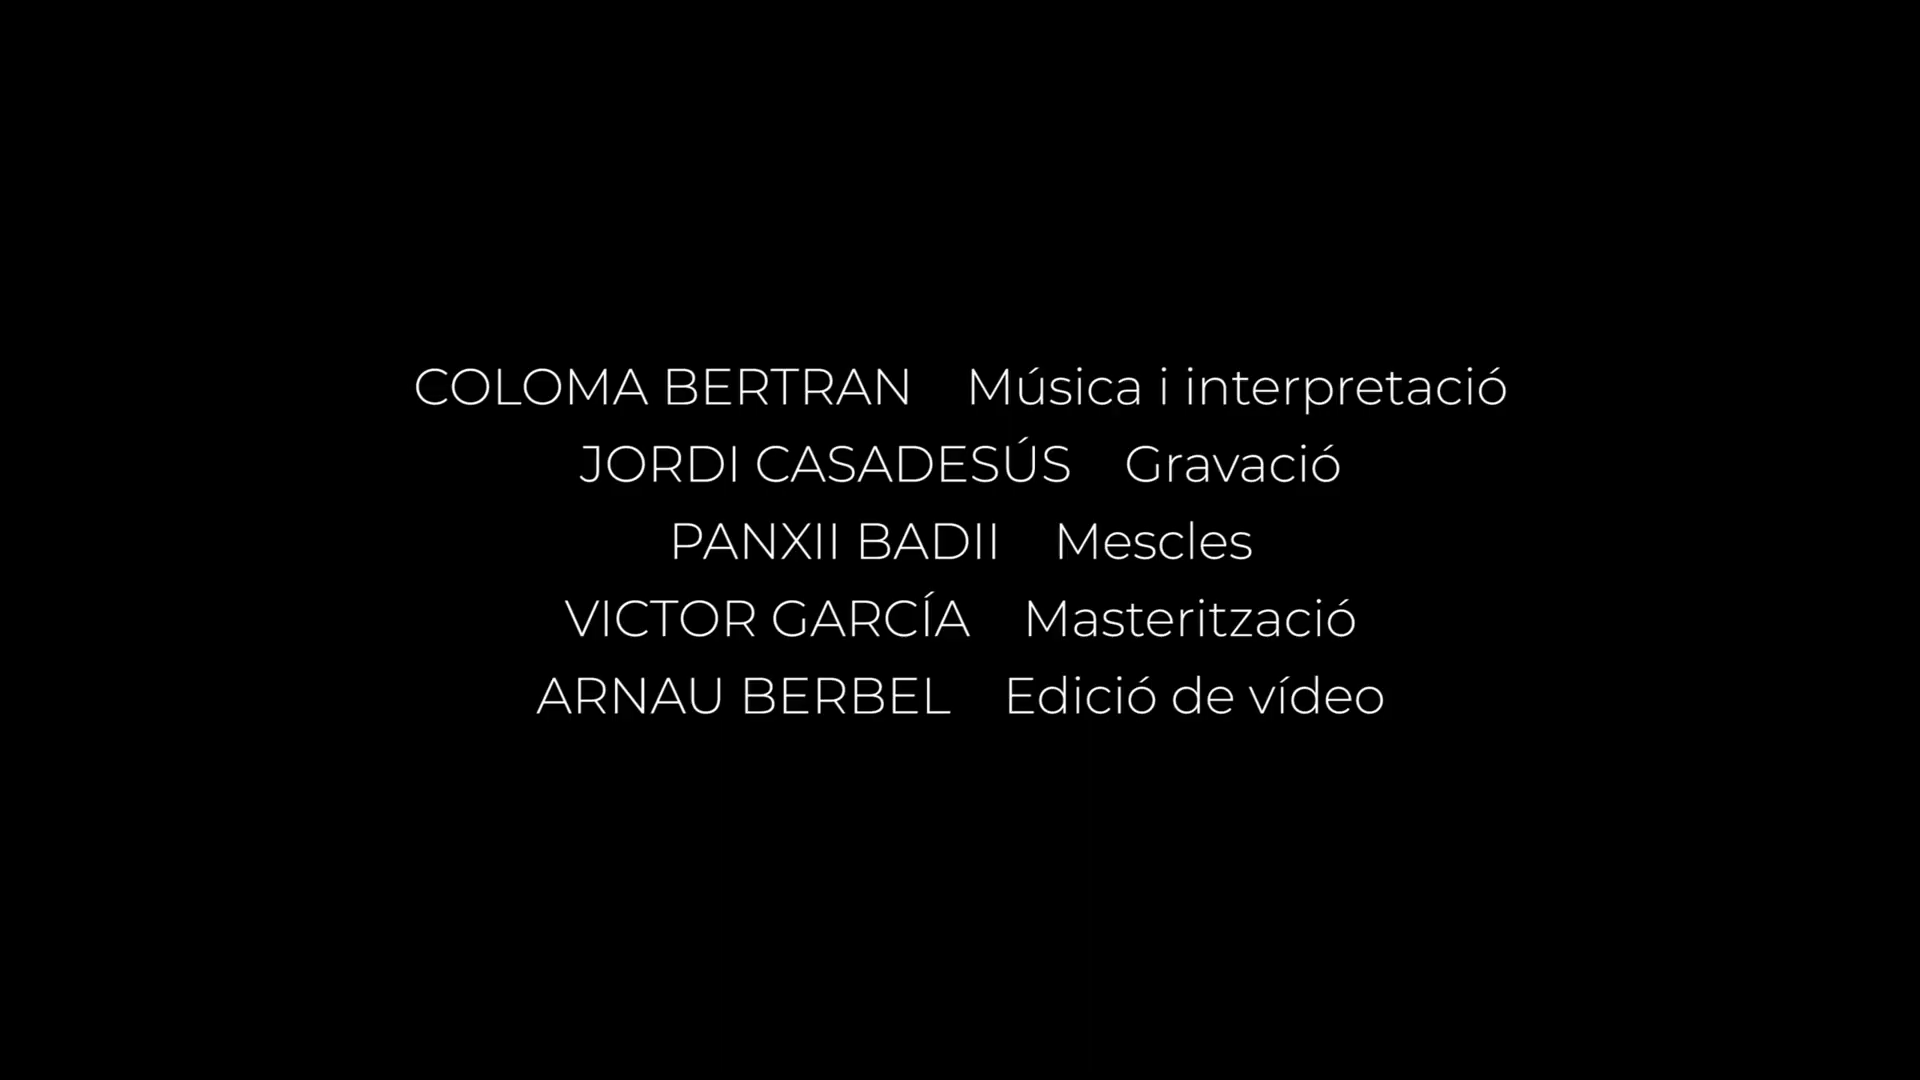 COLOMA BERTRAN Música i interpretació
JORDI CASADESÚS Gravació
PANXII BADII Mescles
VICTOR GARCÍA Masterització
ARNAU BERBEL Edició de vídeo